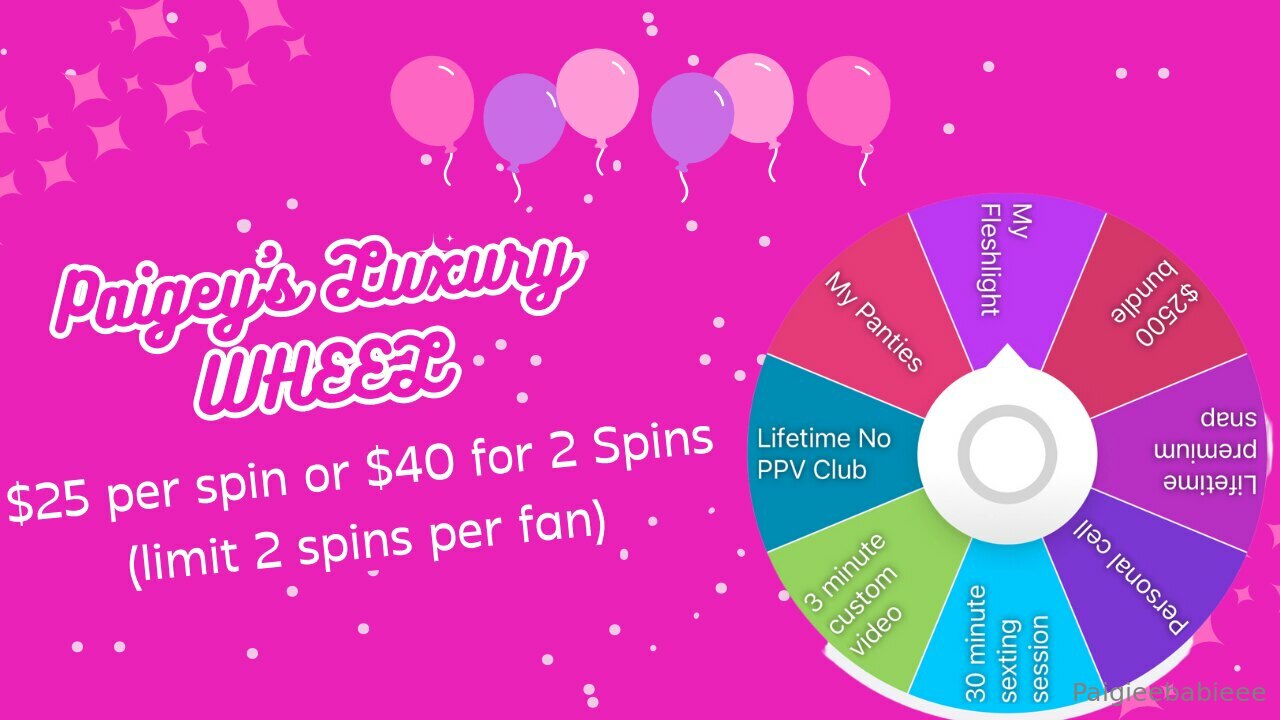 Paigey's Luxury
WHEEL
$25 per spin or $40 for 2 Spins
(limit 2 spins per fan)
My
Fleshlight
$2500
bundle
Lifetime
premium
snap
Personal cell
30 minute
sexting
session
3 minute
custom
video
Lifetime No
PPV Club
My Panties
Paigieebabieee